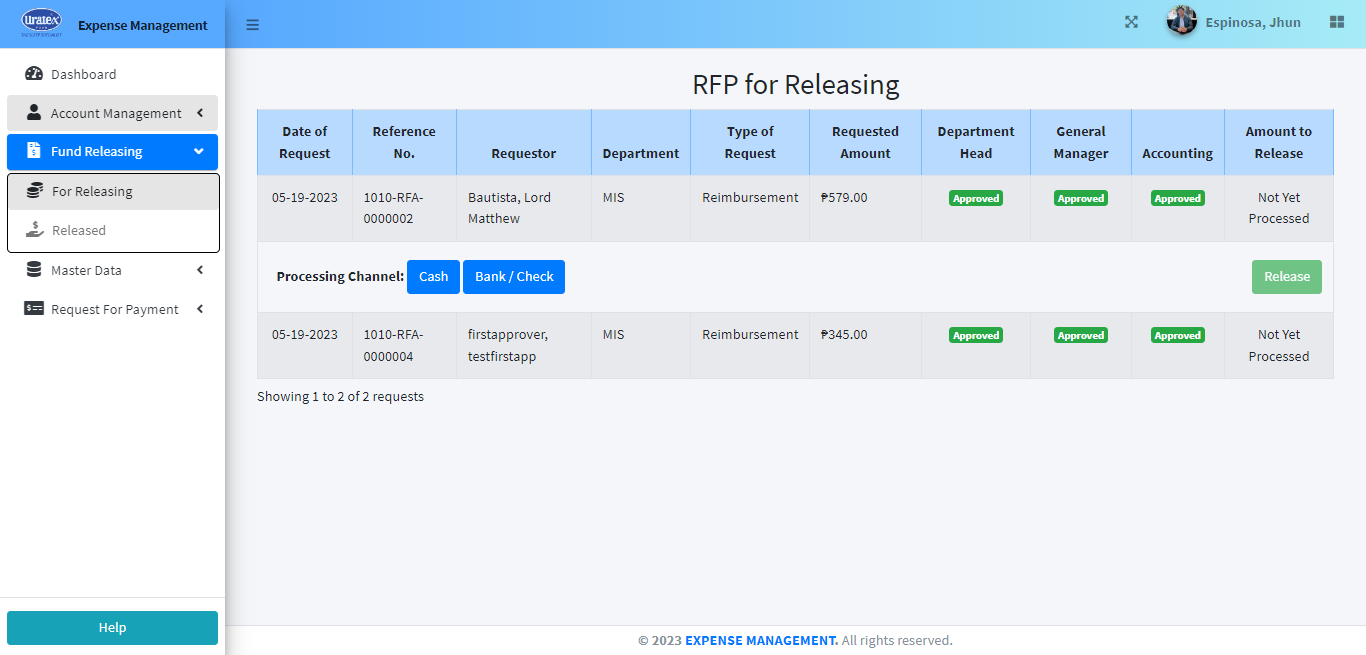 uratex
Expense Management
Espinosa, Jhun
Dashboard
Account Management
Fund Releasing
For Releasing
Released
Master Data
Request For Payment
Help
RFP for Releasing
Date of Request Reference No. Requestor Department Type of Request Requested Amount Department Head General Manager Accounting Amount to Release
05-19-2023 1010-RFA-0000002 Bautista, Lord Matthew MIS Reimbursement ₱579.00 Approved Approved Approved Not Yet Processed
Processing Channel: Cash Bank / Check Release
05-19-2023 1010-RFA-0000004 firstapprover, testfirstapp MIS Reimbursement ₱345.00 Approved Approved Approved Not Yet Processed
Showing 1 to 2 of 2 requests
© 2023 EXPENSE MANAGEMENT. All rights reserved.